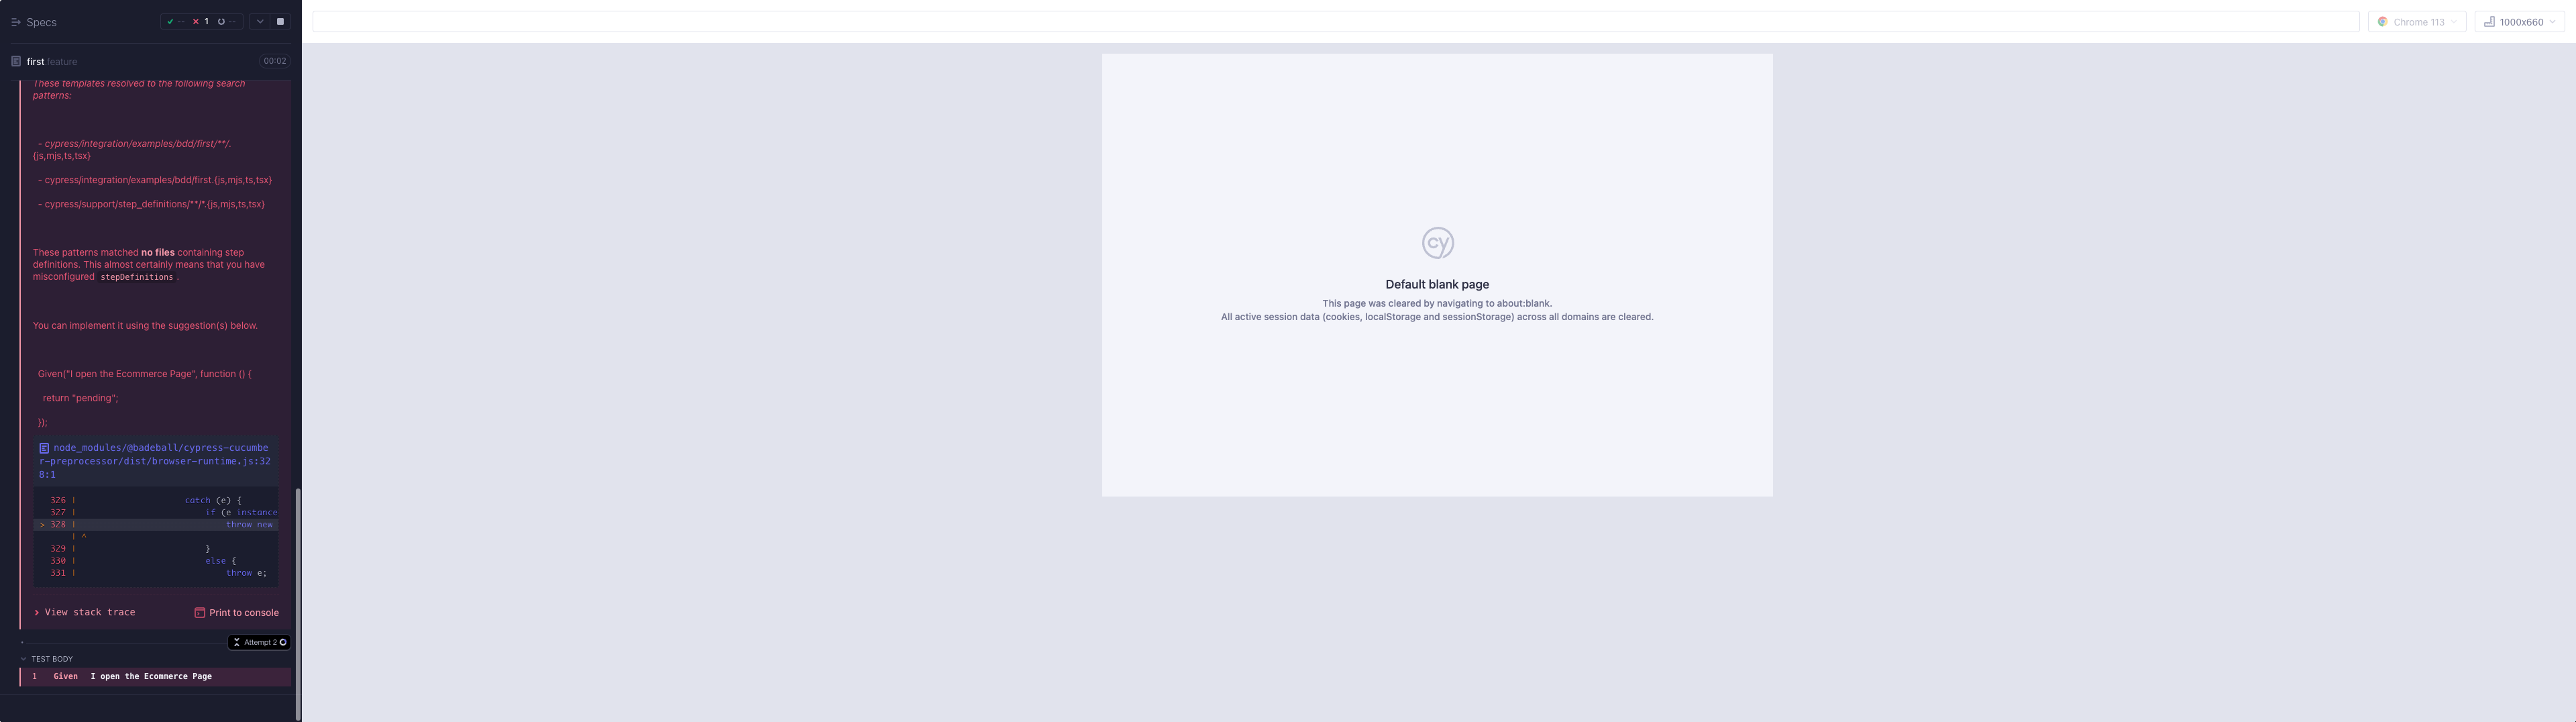 Specs
-- 1 --
first.feature 00:02
These templates resolved to the following search
patterns:
- cypress/integration/examples/bdd/first/**/.
{js,mjs,ts,tsx}
- cypress/integration/examples/bdd/first.{js,mjs,ts,tsx}
- cypress/support/step_definitions/**/*.{js,mjs,ts,tsx}
These patterns matched no files containing step
definitions. This almost certainly means that you have
misconfigured stepDefinitions .
You can implement it using the suggestion(s) below.
Given("I open the Ecommerce Page", function () {
return "pending";
});
node_modules/@badeball/cypress-cucumbe
r-preprocessor/dist/browser-runtime.js:32
8:1
326 | catch (e) {
327 | if (e instance
> 328 | throw new
| ^
329 | }
330 | else {
331 | throw e;
View stack trace Print to console
Attempt 2
TEST BODY
1 Given I open the Ecommerce Page
Chrome 113 1000x660
cy
Default blank page
This page was cleared by navigating to about:blank.
All active session data (cookies, localStorage and sessionStorage) across all domains are cleared.